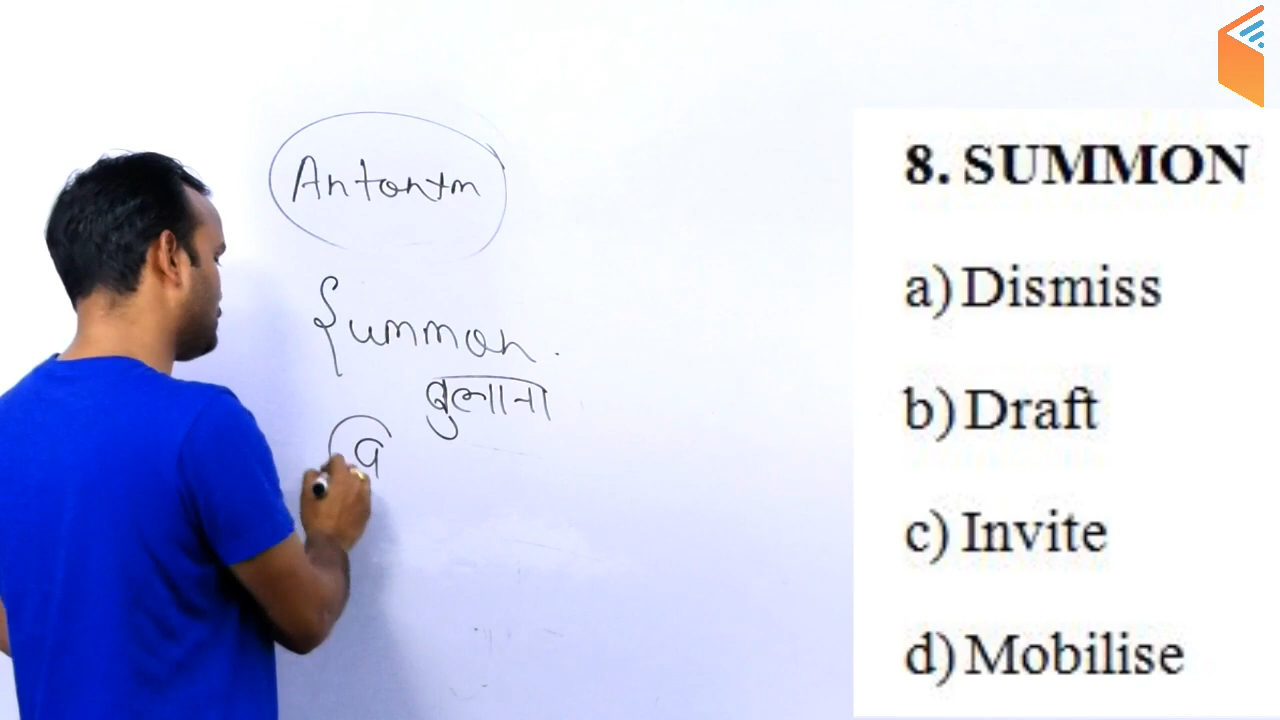 Antonym
Summon.
बुलाना
वि
8. SUMMON
a) Dismiss
b) Draft
c) Invite
d) Mobilise